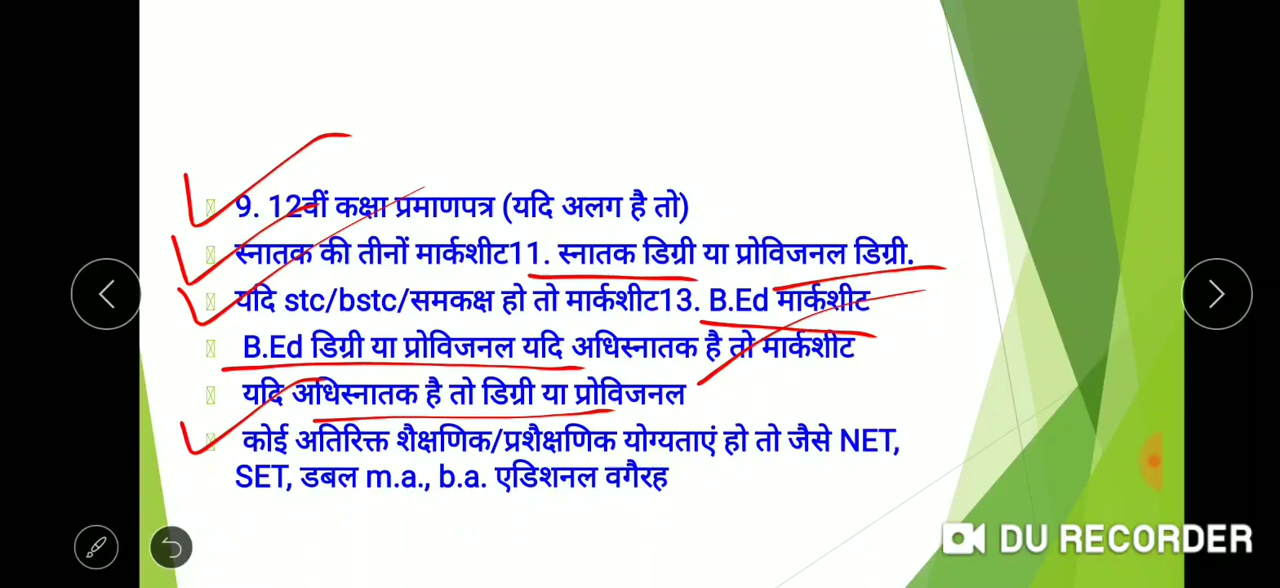 9. 12वीं कक्षा प्रमाणपत्र (यदि अलग है तो)
स्नातक की तीनों मार्कशीट11. स्नातक डिग्री या प्रोविजनल डिग्री.
यदि stc/bstc/समकक्ष हो तो मार्कशीट13. B.Ed मार्कशीट
B.Ed डिग्री या प्रोविजनल यदि अधिस्नातक है तो मार्कशीट
यदि अधिस्नातक है तो डिग्री या प्रोविजनल
कोई अतिरिक्त शैक्षणिक/प्रशैक्षणिक योग्यताएं हो तो जैसे NET,
SET, डबल m.a., b.a. एडिशनल वगैरह
DU RECORDER